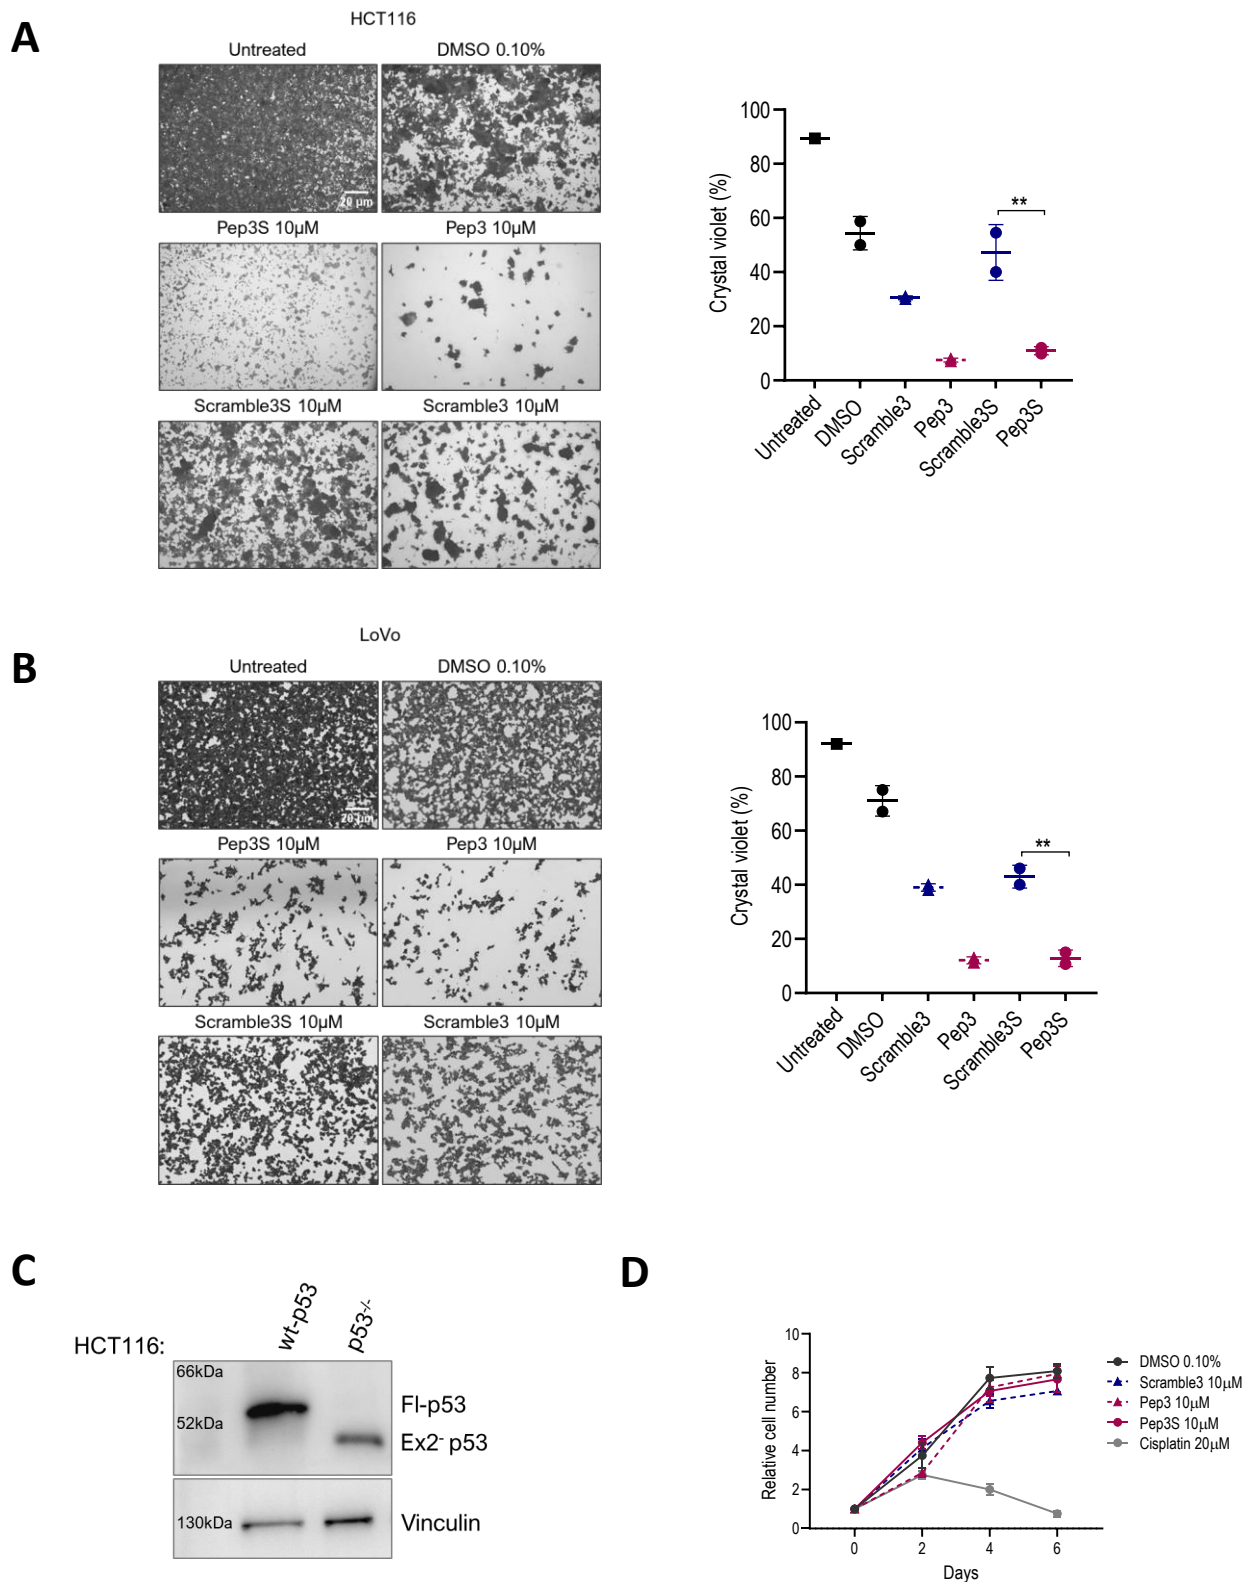 A
HCT116
Untreated
DMSO 0.10%
20 µm
Pep3S 10µM
Pep3 10µM
Scramble3S 10µM
Scramble3 10µM
Crystal violet (%)
100
80
60
40
20
0
**
Untreated
DMSO
Scramble3
Pep3
Scramble3S
Pep3S
B
LoVo
Untreated
DMSO 0.10%
20 µm
Pep3S 10µM
Pep3 10µM
Scramble3S 10µM
Scramble3 10µM
Crystal violet (%)
100
80
60
40
20
0
**
Untreated
DMSO
Scramble3
Pep3
Scramble3S
Pep3S
C
HCT116:
wt-p53
p53-/-
66kDa
52kDa
Fl-p53
Ex2- p53
130kDa
Vinculin
D
Relative cell number
10
8
6
4
2
0
0 2 4 6
Days
DMSO 0.10%
Scramble3 10µM
Pep3 10µM
Pep3S 10µM
Cisplatin 20µM